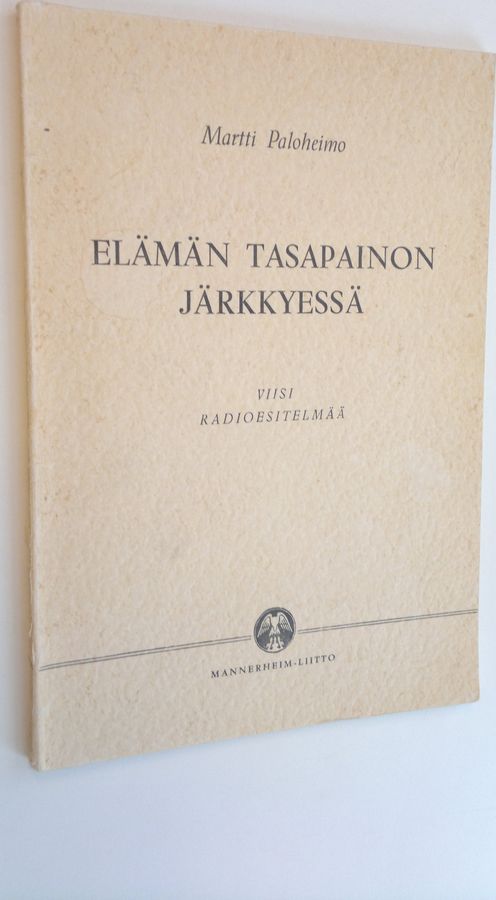 Martti Paloheimo
ELÄMÄN TASAPAINON
JÄRKKYESSÄ
VIISI
RADIOESITELMÄÄ
MANNERHEIM-LIITTO